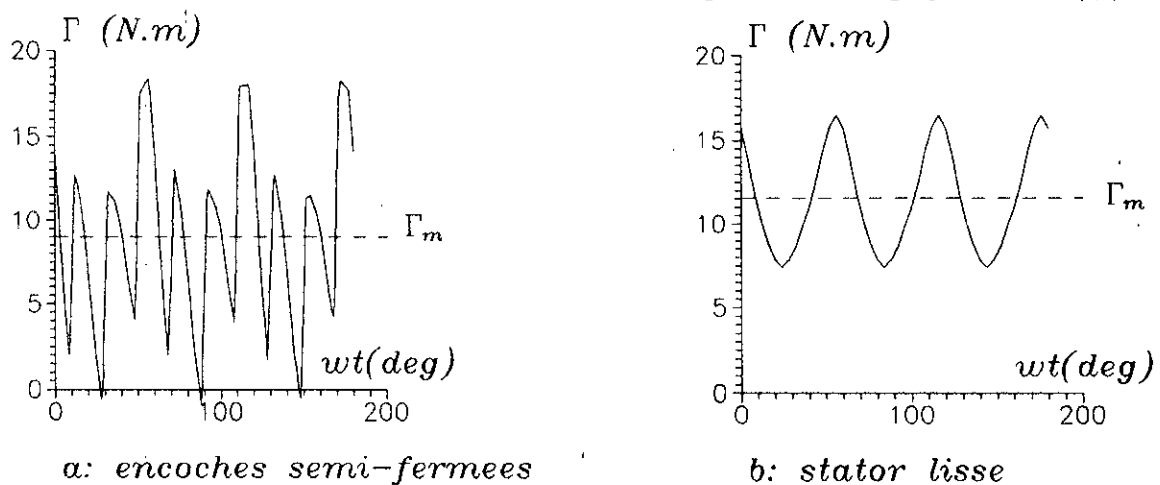 Γ (N.m)
20
15
10
5
0
Γm
wt(deg)
0
100
200
a: encoches semi-fermees
Γ (N.m)
20
15
10
5
0
Γm
wt(deg)
0
100
200
b: stator lisse